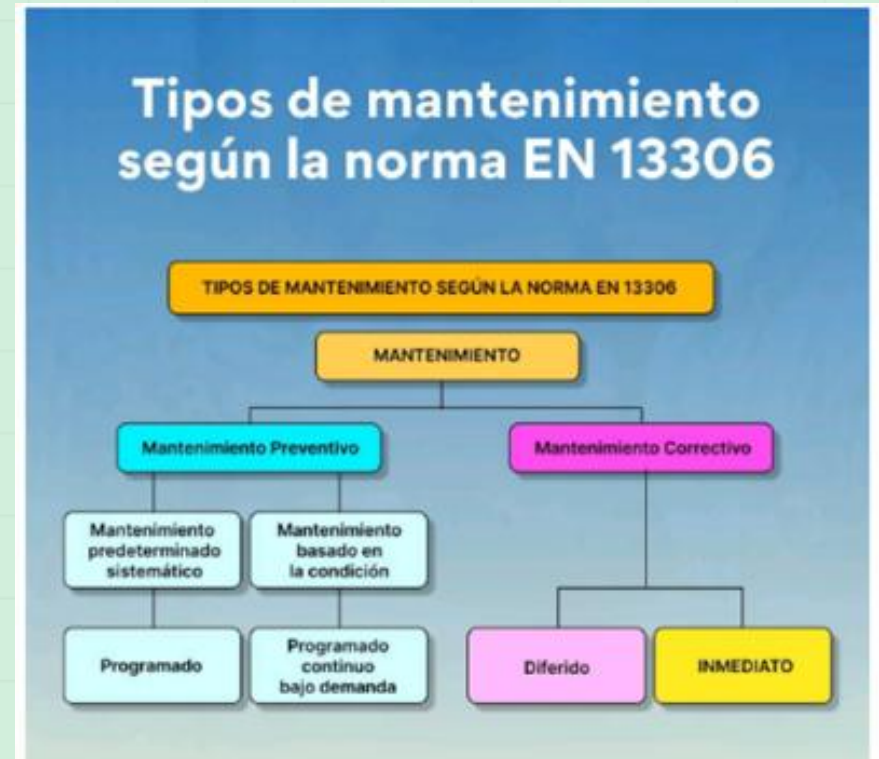 Tipos de mantenimiento
según la norma EN 13306
TIPOS DE MANTENIMIENTO SEGÚN LA NORMA EN 13306
MANTENIMIENTO
Mantenimiento Preventivo
Mantenimiento Correctivo
Mantenimiento
predeterminado
sistemático
Mantenimiento
basado en
la condición
Programado
Programado
continuo
bajo demanda
Diferido
INMEDIATO